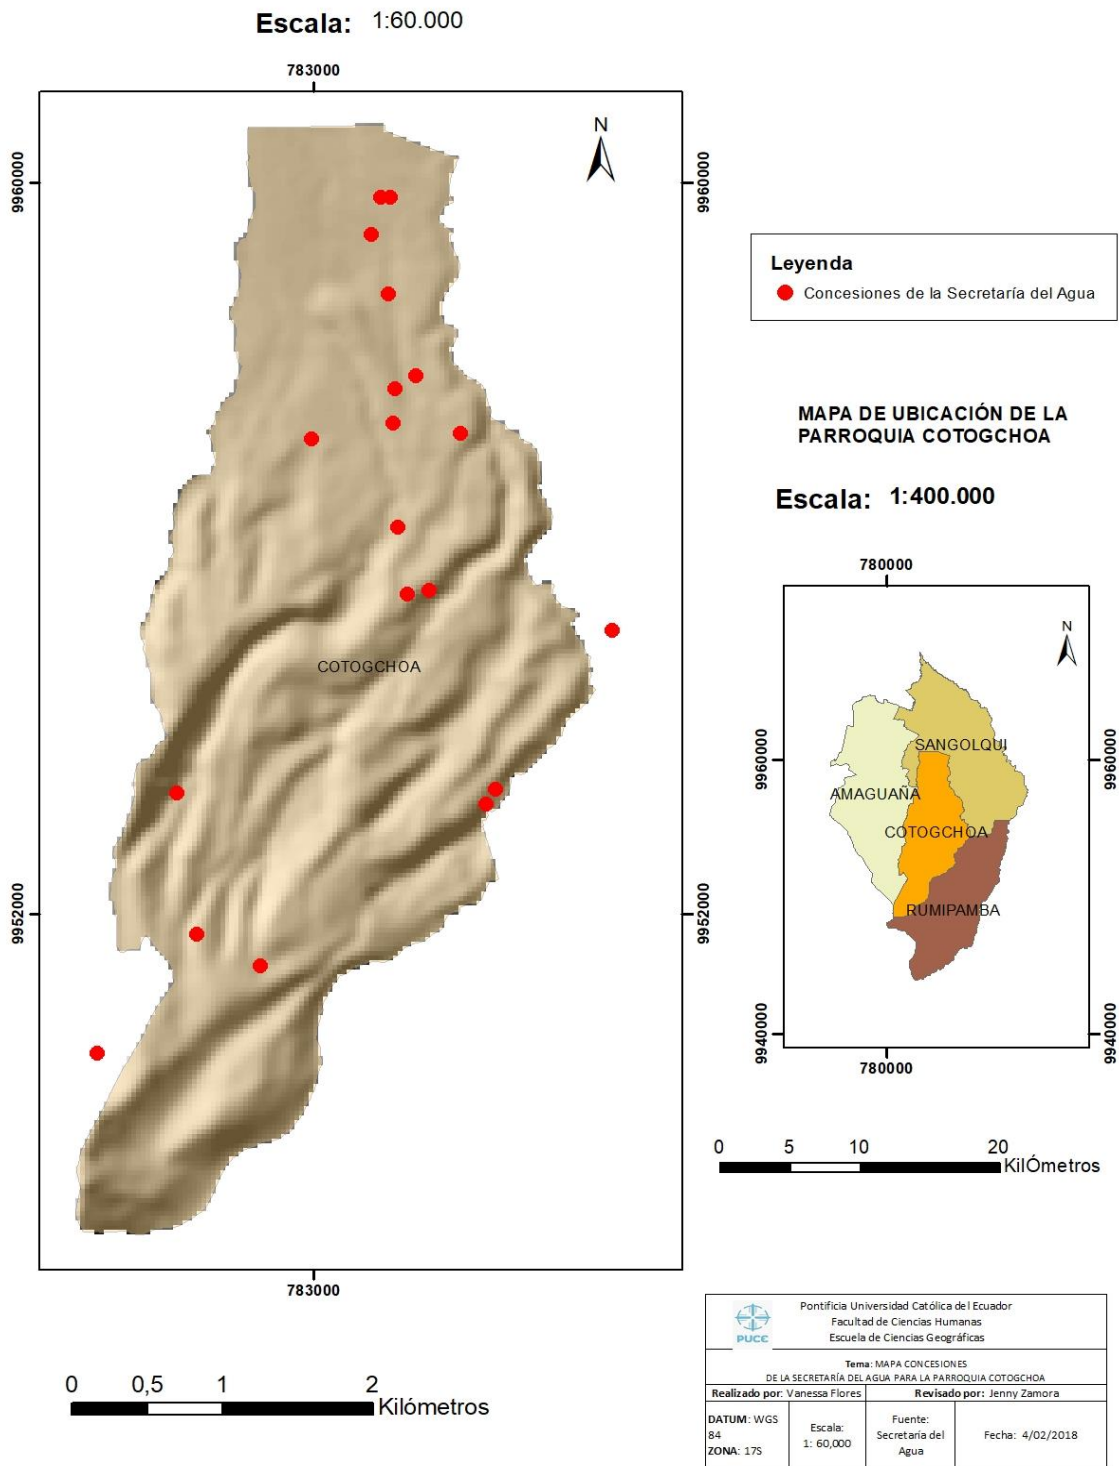 Escala: 1:60.000
783000
N
9960000
9960000
Leyenda
Concesiones de la Secretaría del Agua
MAPA DE UBICACIÓN DE LA
PARROQUIA COTOGCHOA
Escala: 1:400.000
780000
N
COTOGCHOA
SANGOLQUI
9960000
9960000
AMAGUAÑA
COTOGCHOA
RUMIPAMBA
9952000
9952000
9940000
9940000
780000
0 5 10 20
KilÓmetros
783000
0 0,5 1 2
Kilómetros
PUCE
Pontificia Universidad Católica del Ecuador
Facultad de Ciencias Humanas
Escuela de Ciencias Geográficas
Tema: MAPA CONCESIONES
DE LA SECRETARÍA DEL AGUA PARA LA PARROQUIA COTOGCHOA
Realizado por: Vanessa Flores
Revisado por: Jenny Zamora
DATUM: WGS
84
ZONA: 17S
Escala:
1: 60,000
Fuente:
Secretaría del
Agua
Fecha: 4/02/2018